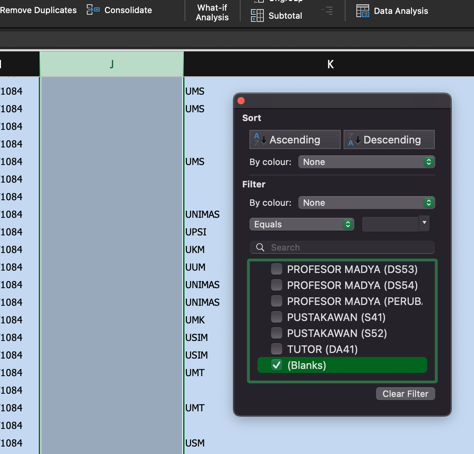 Remove Duplicates
Consolidate
What-if
Analysis
Subtotal
Data Analysis
J
K
1084
UMS
1084
UMS
1084
1084
1084
UMS
1084
1084
1084
UNIMAS
1084
UPSI
1084
UKM
1084
UUM
1084
UNIMAS
1084
UNIMAS
1084
UMK
1084
USIM
1084
USIM
1084
UMT
1084
1084
UMT
1084
1084
USM
Sort
Ascending
Descending
By colour:
None
Filter
By colour:
None
Equals
Search
PROFESOR MADYA (DS53)
PROFESOR MADYA (DS54)
PROFESOR MADYA (PERUB.
PUSTAKAWAN (S41)
PUSTAKAWAN (S52)
TUTOR (DA41)
(Blanks)
Clear Filter